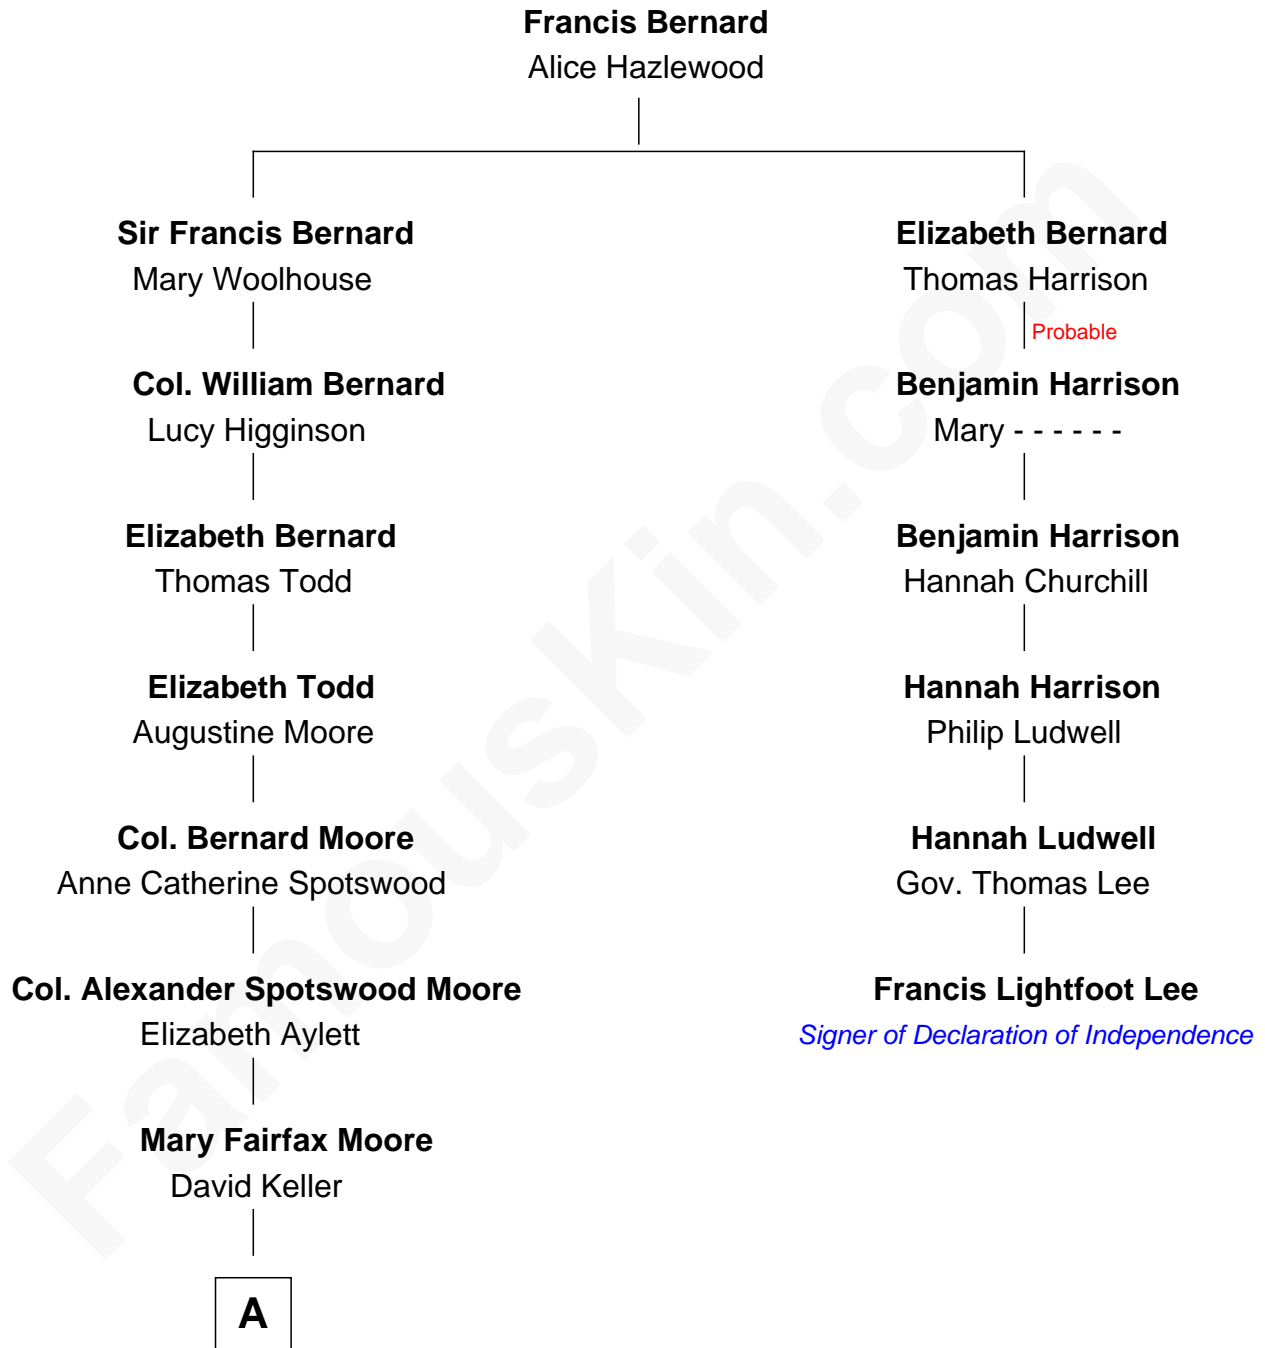 Francis Bernard
Alice Hazlewood
Sir Francis Bernard
Mary Woolhouse
Elizabeth Bernard
Thomas Harrison
Probable
Col. William Bernard
Lucy Higginson
Benjamin Harrison
Mary - - - - - -
Elizabeth Bernard
Thomas Todd
Benjamin Harrison
Hannah Churchill
Elizabeth Todd
Augustine Moore
Hannah Harrison
Philip Ludwell
Col. Bernard Moore
Anne Catherine Spotswood
Hannah Ludwell
Gov. Thomas Lee
Col. Alexander Spotswood Moore
Elizabeth Aylett
Francis Lightfoot Lee
Signer of Declaration of Independence
Mary Fairfax Moore
David Keller
A
FamousKin.com